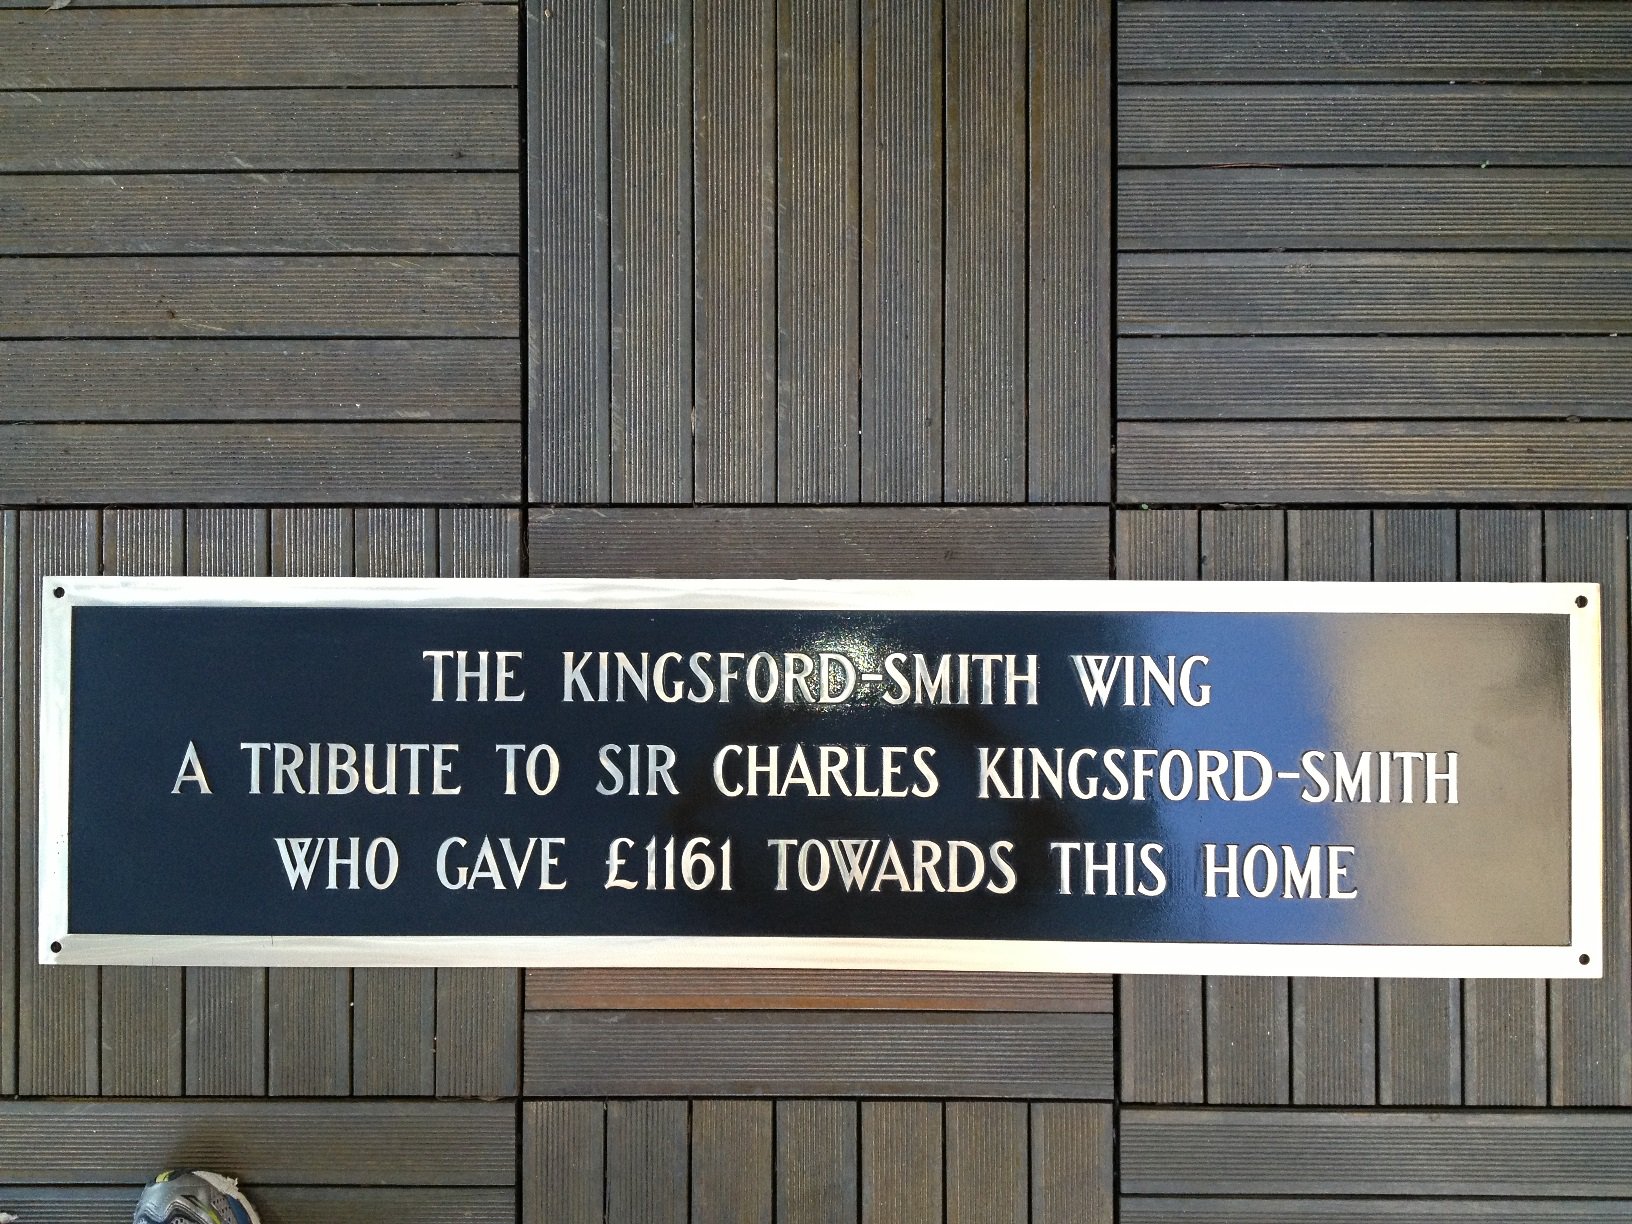 THE KINGSFORD-SMITH WING
A TRIBUTE TO SIR CHARLES KINGSFORD-SMITH
WHO GAVE £1161 TOWARDS THIS HOME